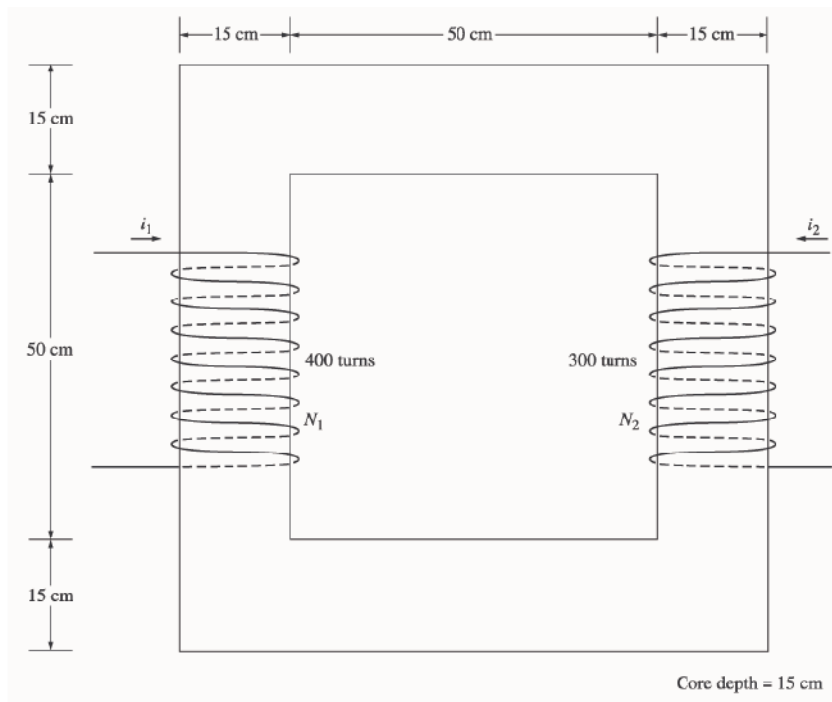 15 cm 50 cm 15 cm
15 cm
i₁ i₂
50 cm
400 turns 300 turns
N₁ N₂
15 cm
Core depth = 15 cm